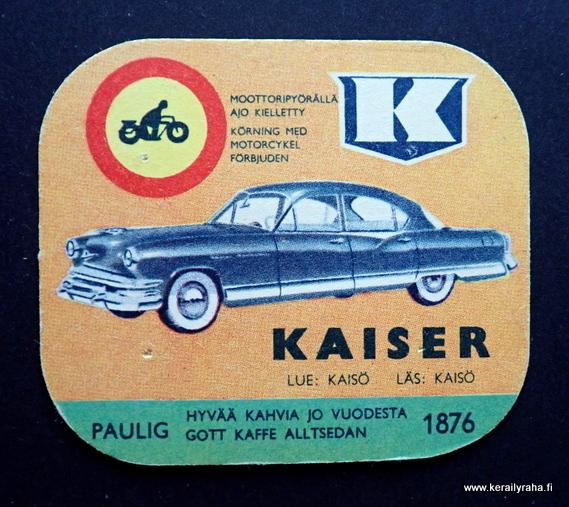 MOOTTORIPYÖRÄLLÄ
AJO KIELLETTY
KÖRNING MED
MOTORCYKEL
FÖRBJUDEN
K
KAISER
LUE: KAISÖ LÄS: KAISÖ
PAULIG HYVÄÄ KAHVIA JO VUODESTA 1876
GOTT KAFFE ALLTSEDAN
www.kerailyraha.fi